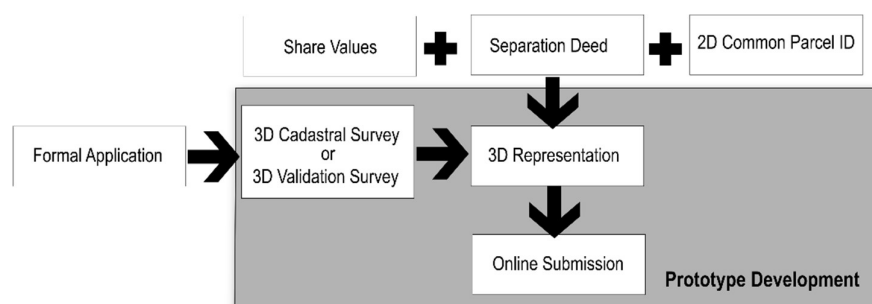 Share Values
Separation Deed
2D Common Parcel ID
Formal Application
3D Cadastral Survey
or
3D Validation Survey
3D Representation
Online Submission
Prototype Development